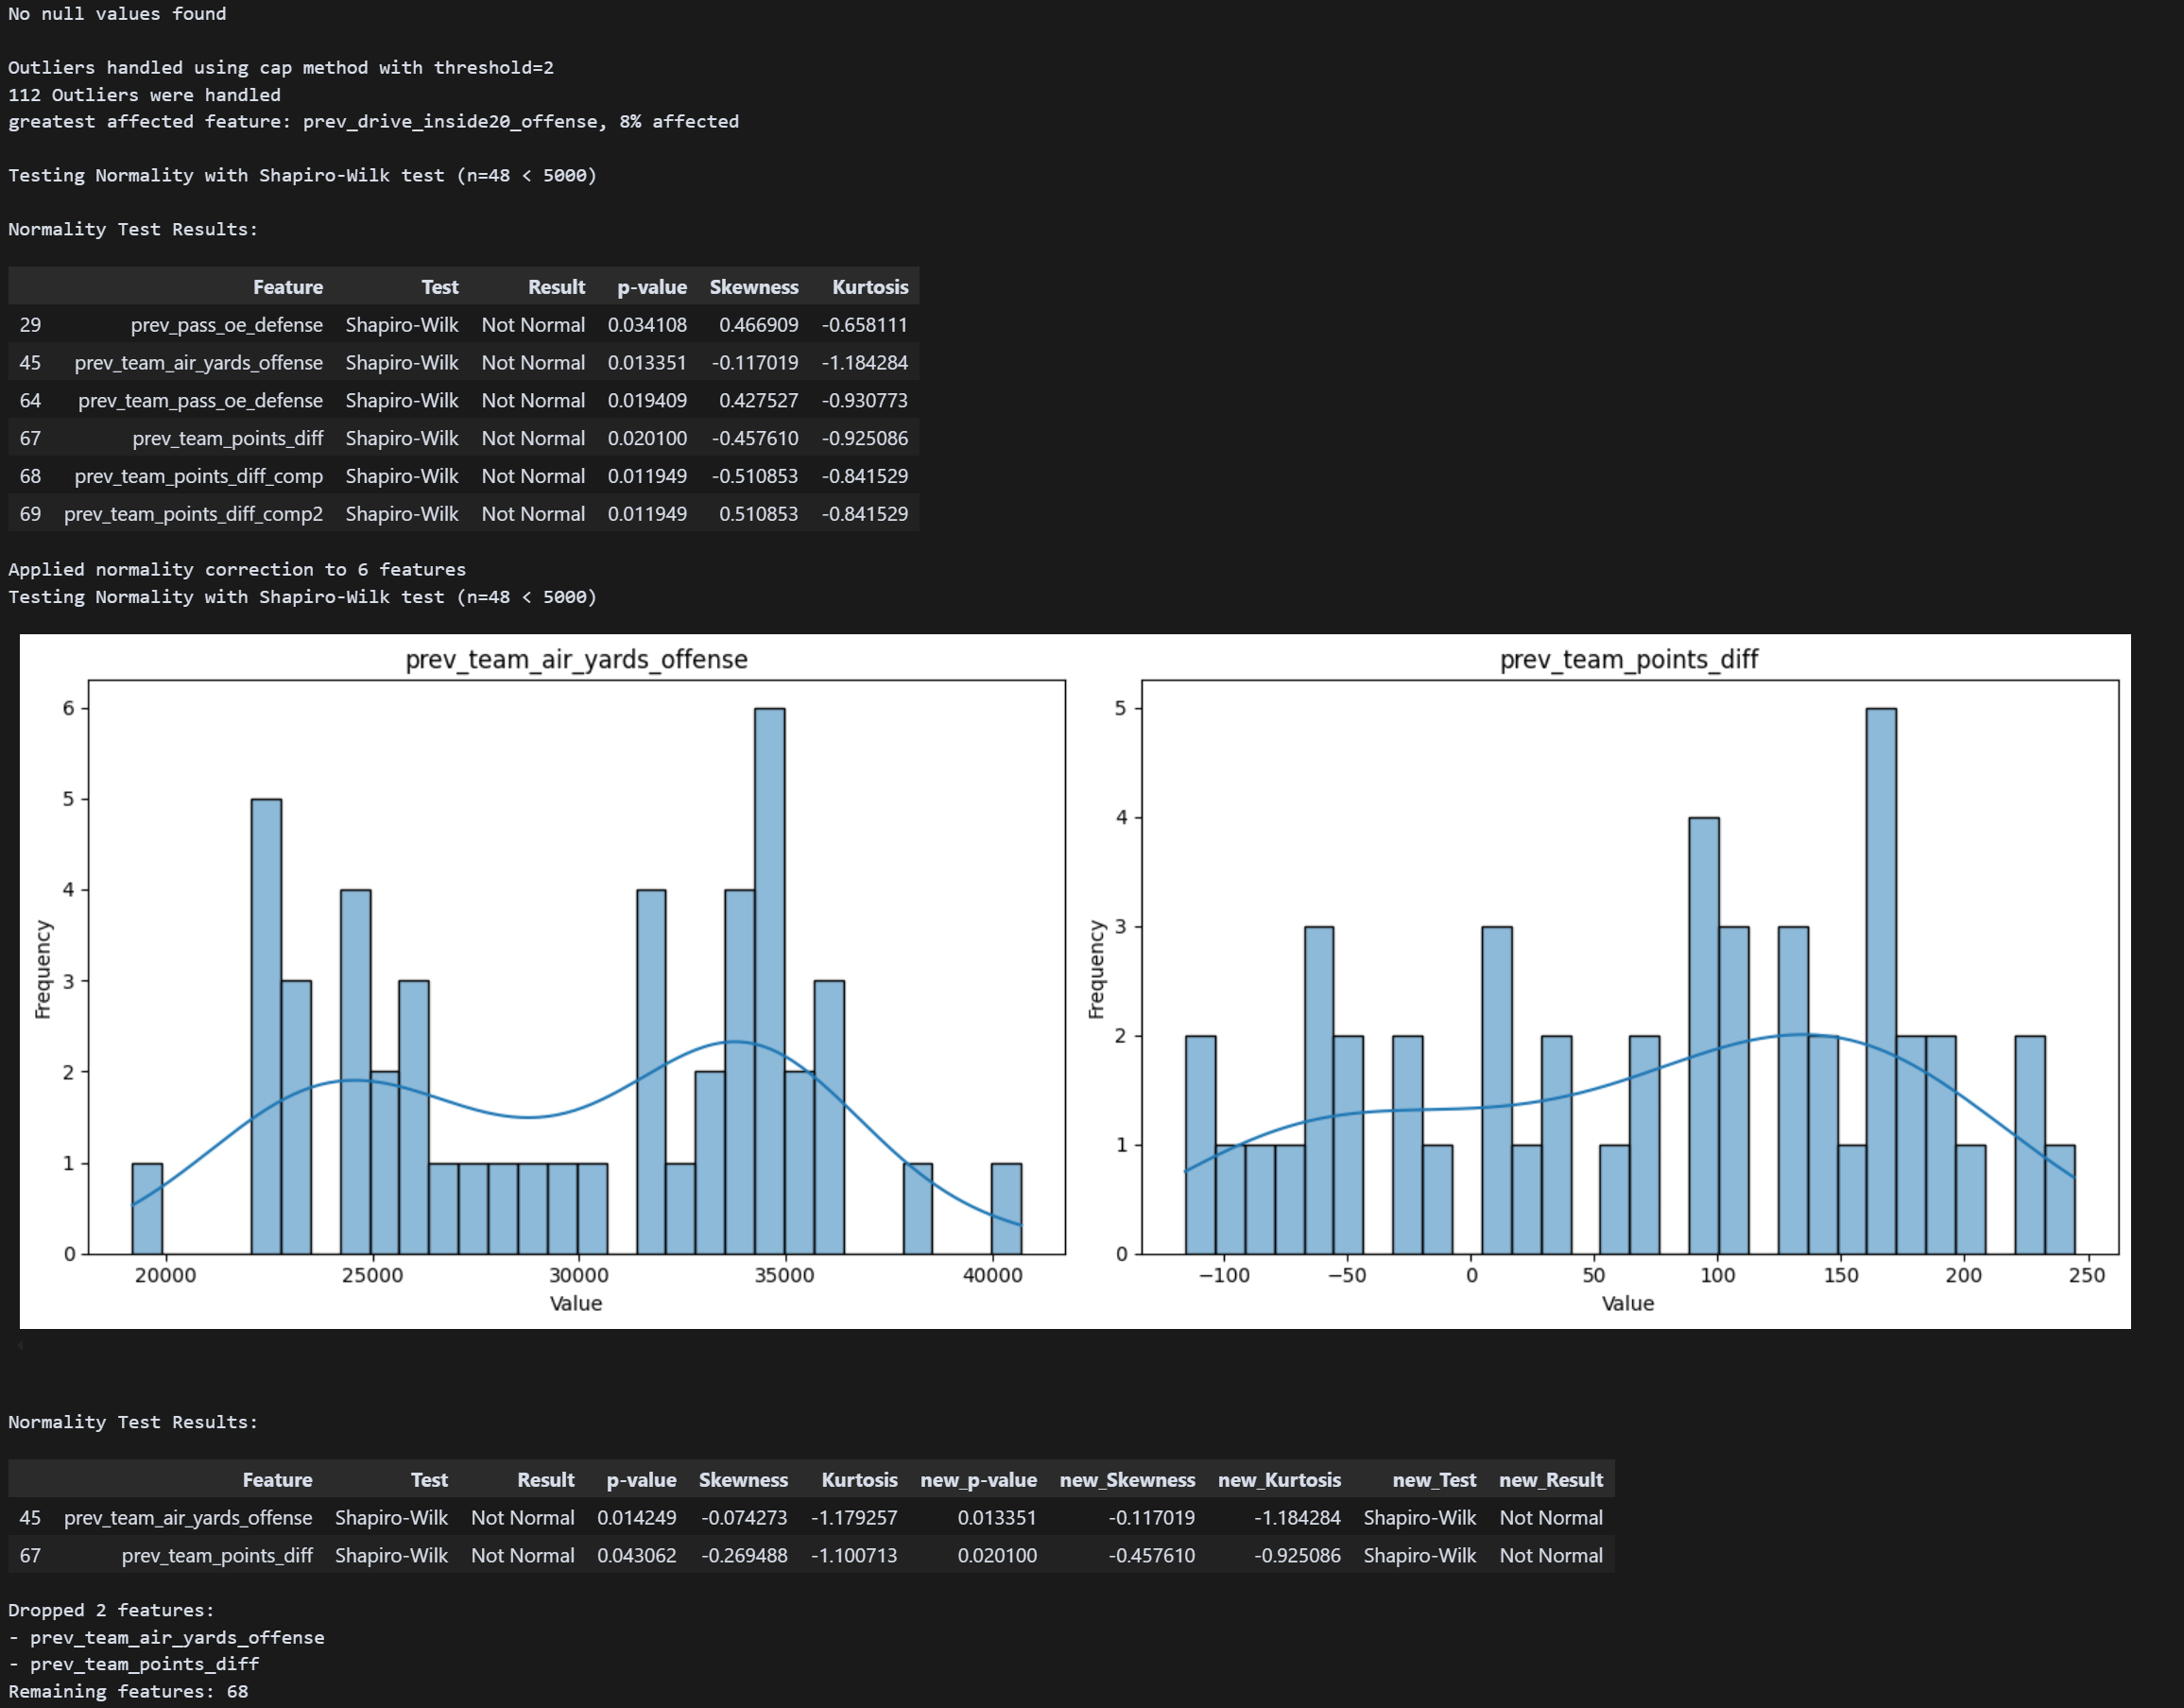 No null values found
Outliers handled using cap method with threshold=2
112 Outliers were handled
greatest affected feature: prev_drive_inside20_offense, 8% affected
Testing Normality with Shapiro-Wilk test (n=48 < 5000)
Normality Test Results:
Feature Test Result p-value Skewness Kurtosis
29 prev_pass_oe_defense Shapiro-Wilk Not Normal 0.034108 0.466909 -0.658111
45 prev_team_air_yards_offense Shapiro-Wilk Not Normal 0.013351 -0.117019 -1.184284
64 prev_team_pass_oe_defense Shapiro-Wilk Not Normal 0.019409 0.427527 -0.930773
67 prev_team_points_diff Shapiro-Wilk Not Normal 0.020100 -0.457610 -0.925086
68 prev_team_points_diff_comp Shapiro-Wilk Not Normal 0.011949 -0.510853 -0.841529
69 prev_team_points_diff_comp2 Shapiro-Wilk Not Normal 0.011949 0.510853 -0.841529
Applied normality correction to 6 features
Testing Normality with Shapiro-Wilk test (n=48 < 5000)
prev_team_air_yards_offense
6
5
4
3
2
1
0
Frequency
20000 25000 30000 35000 40000
Value
prev_team_points_diff
5
4
3
2
1
0
Frequency
−100 −50 0 50 100 150 200 250
Value
Normality Test Results:
Feature Test Result p-value Skewness Kurtosis new_p-value new_Skewness new_Kurtosis new_Test new_Result
45 prev_team_air_yards_offense Shapiro-Wilk Not Normal 0.014249 -0.074273 -1.179257 0.013351 -0.117019 -1.184284 Shapiro-Wilk Not Normal
67 prev_team_points_diff Shapiro-Wilk Not Normal 0.043062 -0.269488 -1.100713 0.020100 -0.457610 -0.925086 Shapiro-Wilk Not Normal
Dropped 2 features:
- prev_team_air_yards_offense
- prev_team_points_diff
Remaining features: 68